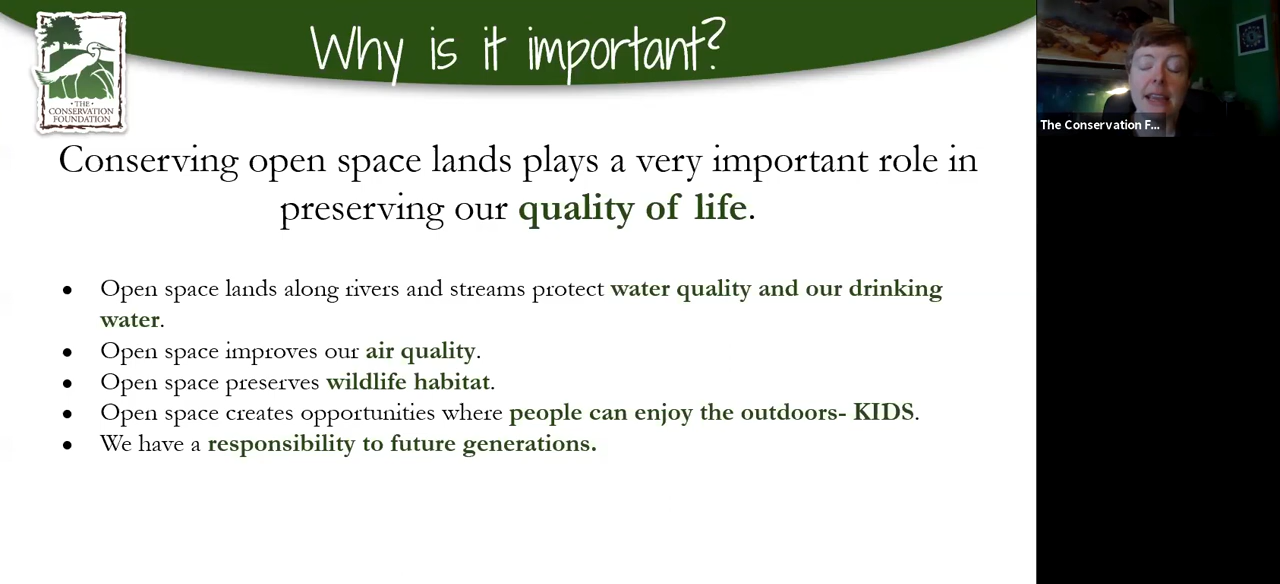 Why is it important?
• THE •
CONSERVATION
FOUNDATION
The Conservation F...
Conserving open space lands plays a very important role in
preserving our quality of life.
• Open space lands along rivers and streams protect water quality and our drinking
water.
• Open space improves our air quality.
• Open space preserves wildlife habitat.
• Open space creates opportunities where people can enjoy the outdoors- KIDS.
• We have a responsibility to future generations.